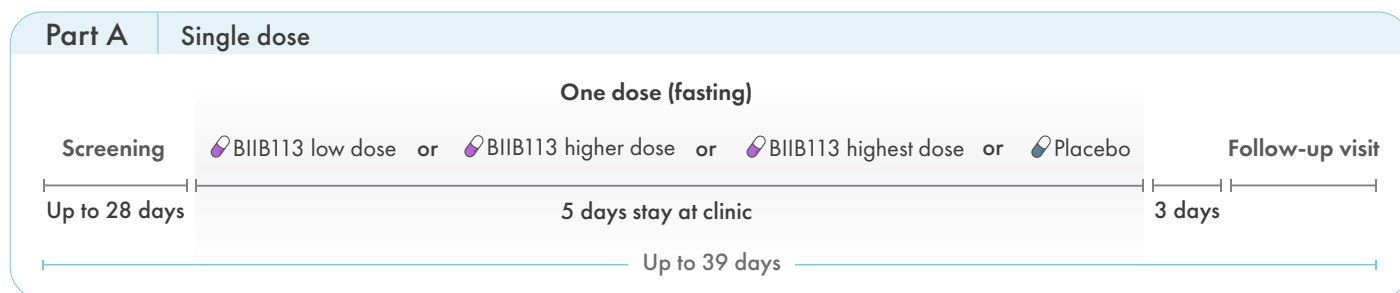 Part A Single dose
One dose (fasting)
Screening BIIB113 low dose or BIIB113 higher dose or BIIB113 highest dose or Placebo Follow-up visit
Up to 28 days 5 days stay at clinic 3 days
Up to 39 days